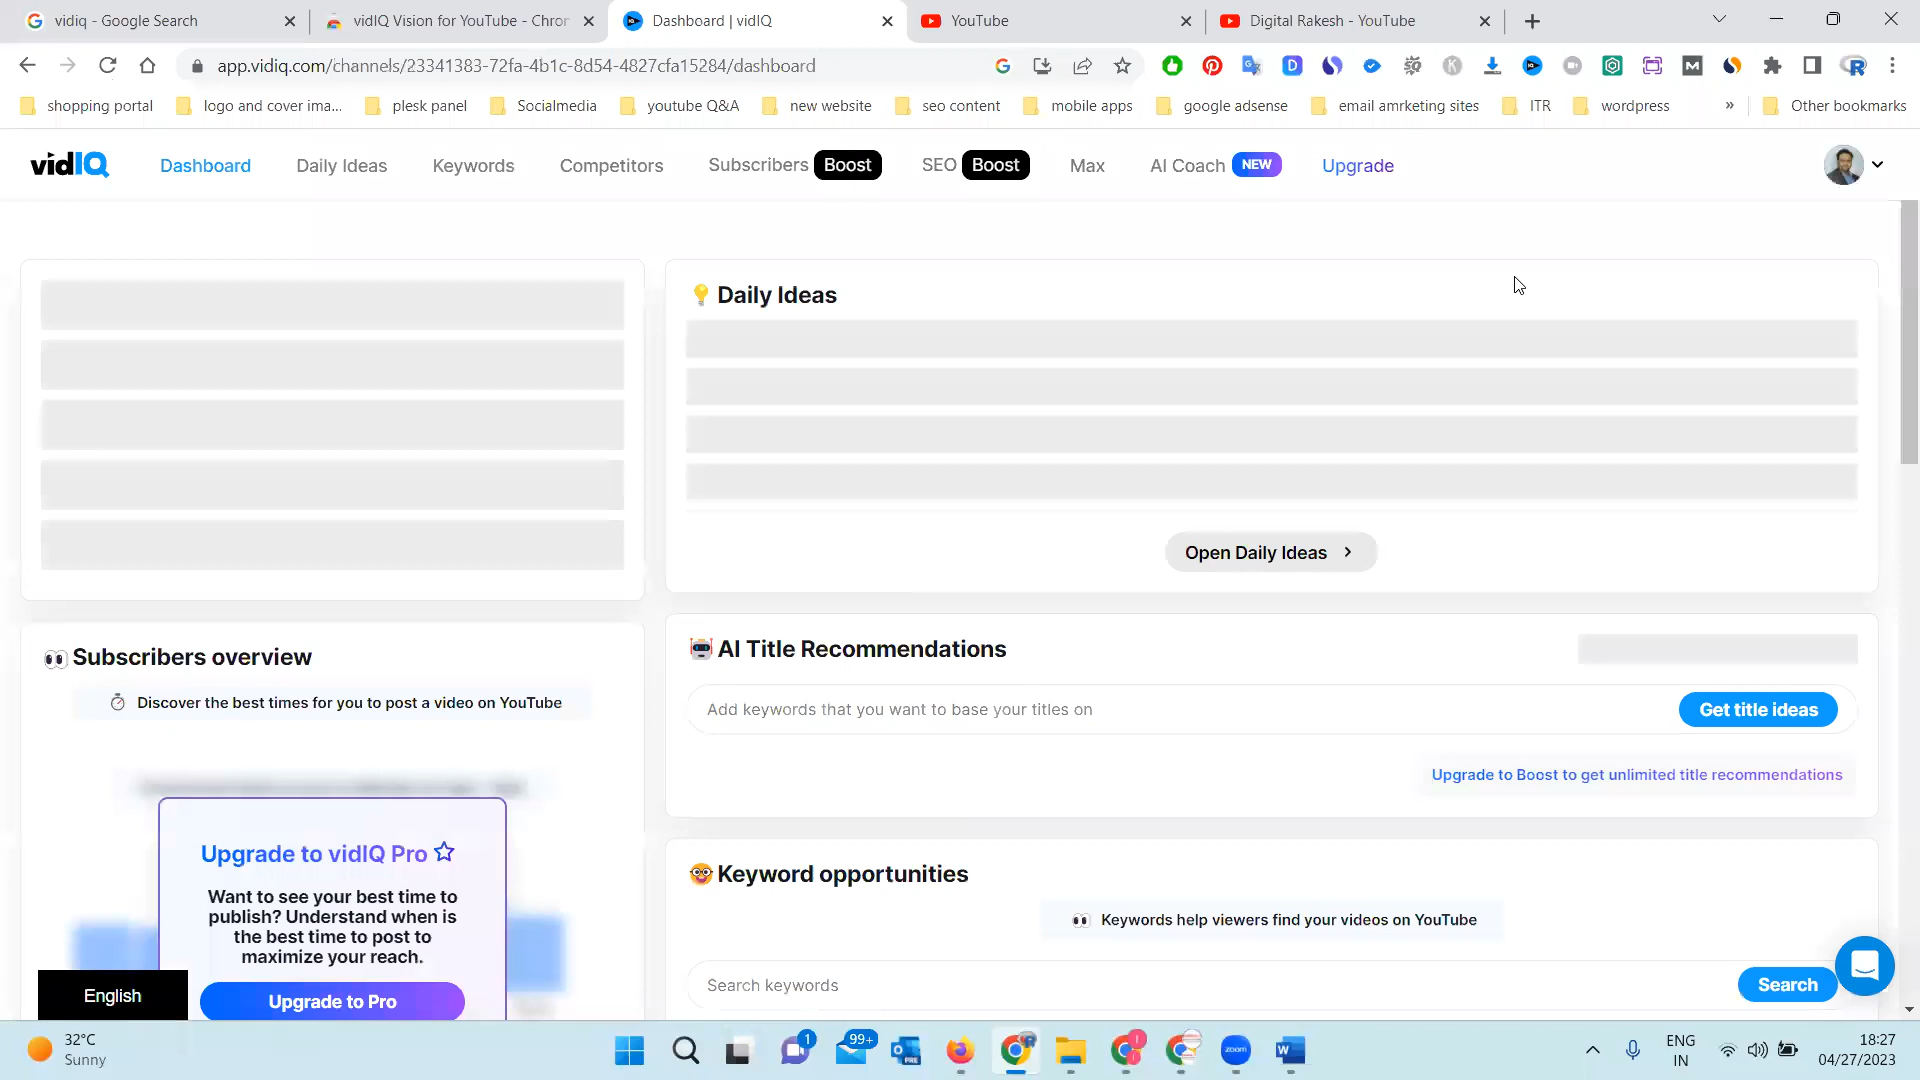 vidiq - Google Search
vidIQ Vision for YouTube - Chror
Dashboard | vidIQ
YouTube
Digital Rakesh - YouTube
app.vidiq.com/channels/23341383-72fa-4b1c-8d54-4827cfa15284/dashboard
shopping portal
logo and cover ima...
plesk panel
Socialmedia
youtube Q&A
new website
seo content
mobile apps
google adsense
email amrketing sites
ITR
wordpress
»
Other bookmarks
vidIQ
Dashboard
Daily Ideas
Keywords
Competitors
Subscribers Boost
SEO Boost
Max
AI Coach NEW
Upgrade
Daily Ideas
Open Daily Ideas
Subscribers overview
Discover the best times for you to post a video on YouTube
Upgrade to vidIQ Pro
Want to see your best time to
publish? Understand when is
the best time to post to
maximize your reach.
Upgrade to Pro
English
AI Title Recommendations
Add keywords that you want to base your titles on
Get title ideas
Upgrade to Boost to get unlimited title recommendations
Keyword opportunities
Keywords help viewers find your videos on YouTube
Search keywords
Search
32°C
Sunny
1
99+
PRE
zoom
ENG
IN
18:27
04/27/2023